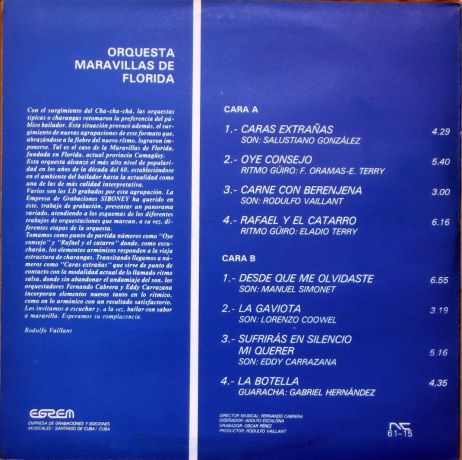 ORQUESTA
MARAVILLAS DE
FLORIDA
Con el surgimiento del Cha-cha-chá, las orquestas
típicas o charangas retomaron la preferencia del pú-
blico bailador. Esta situación provocó además, el sur-
gimiento de nuevas agrupaciones de este formato que,
abrazándose a la fiebre del nuevo ritmo, lograron im-
ponerse. Tal es el caso de la Maravillas de Florida,
fundada en Florida, actual provincia Camagüey.
Esta orquesta alcanzó el más alto nivel de popularida-
dad en los años de la década del 60, estableciéndose
en el ambiente del bailador hasta la actualidad como
una de las de más calidad interpretativa.
Varios son los LD grabados por esta agrupación. La
Empresa de Grabaciones SIBONEY ha querido en
éste, trabajo de grabación, presentar un panorama
variado, atendiendo a los esquemas de los diferentes
trabajos de orquestaciones que marcan, a su vez, di-
ferentes etapas de la orquesta.
Tomamos como punto de partida números como "Oye
consejo" y "Rafael y el catarro" donde, como escu-
charán, los elementos armónicos responden a la vieja
estructura de charangas. Transitando llegamos a nú-
meros como "Caras extrañas" que sirve de punto de
contacto con la modalidad actual de lo llamado ritmo
salsa, donde sin abandonar el andamiaje del son, los
orquestadores Fernando Cabrera y Eddy Carrazana
incorporan elementos nuevos tanto en lo rítmico,
como en lo armónico con un resultado satisfactorio.
Los invitamos a escuchar y, a la vez, bailar con sabor
a maravilla. Esperamos su complacencia.
Rodulfo Vaillant
EGREM
EMPRESA DE GRABACIONES Y EDICIONES
MUSICALES / SANTIAGO DE CUBA - CUBA
CARA A
1.- CARAS EXTRAÑAS 4.29
SON: SALUSTIANO GONZÁLEZ
2.- OYE CONSEJO 5.40
RITMO GÜIRO: F. ORAMAS-E. TERRY
3.- CARNE CON BERENJENA 3.00
SON: RODULFO VAILLANT
4.- RAFAEL Y EL CATARRO 6.16
RITMO GÜIRO: ELADIO TERRY
CARA B
1.- DESDE QUE ME OLVIDASTE 6.55
SON: MANUEL SIMONET
2.- LA GAVIOTA 3.19
SON: LORENZO COOWEL
3.- SUFRIRÁS EN SILENCIO
MI QUERER 5.16
SON: EDDY CARRAZANA
4.- LA BOTELLA 4,35
GUARACHA: GABRIEL HERNÁNDEZ
DIRECTOR MUSICAL: FERNANDO CABRERA
DISEÑADOR: ADOLFO ESCALONA
GRABADOR: OSCAR PÉREZ
PRODUCTOR: RODULFO VAILLANT
NC
61-15